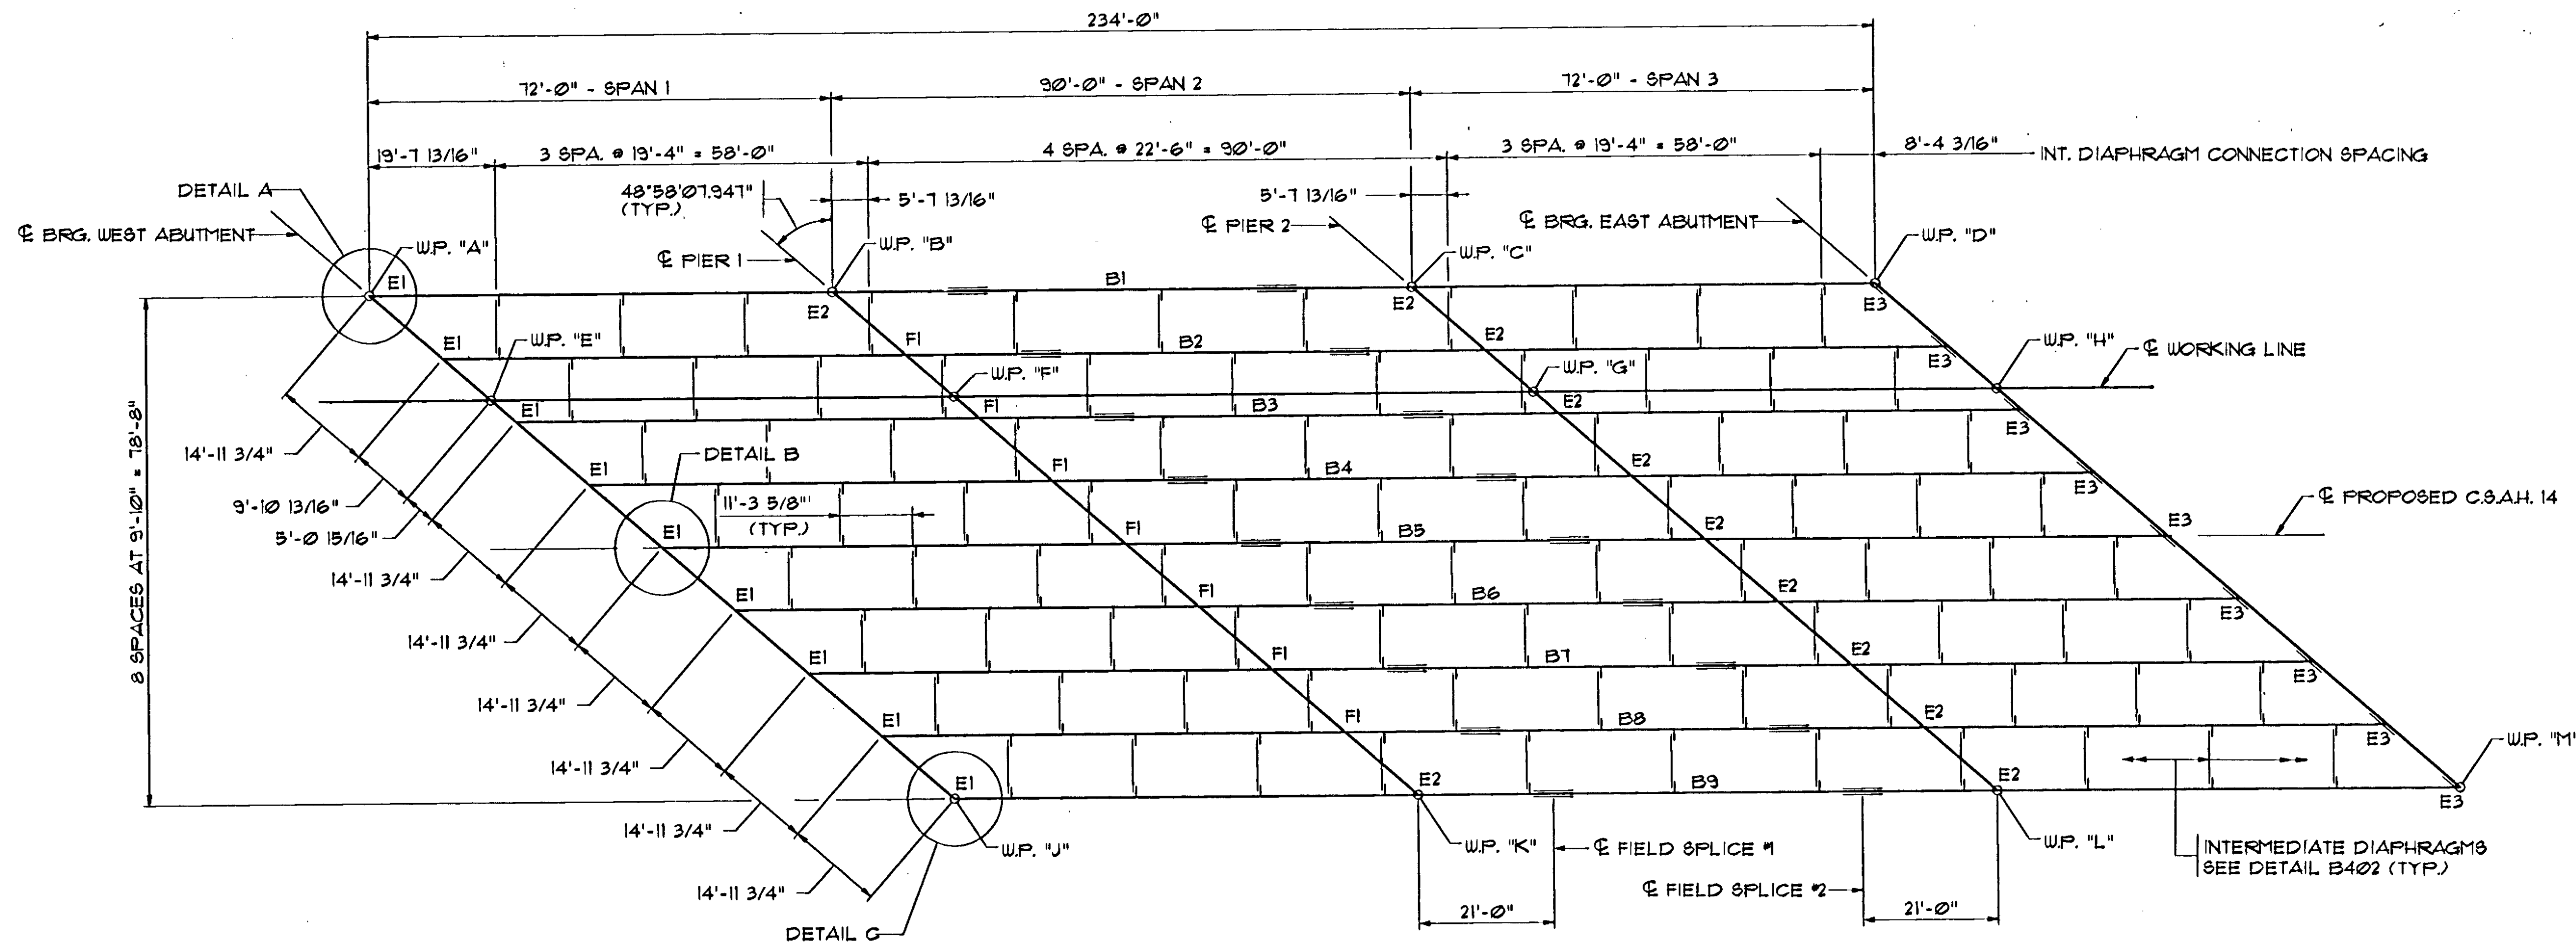 234'-0"
72'-0" - SPAN 1
90'-0" - SPAN 2
72'-0" - SPAN 3
19'-7 13/16"
3 SPA. @ 19'-4" = 58'-0"
4 SPA. @ 22'-6" = 90'-0"
3 SPA. @ 19'-4" = 58'-0"
8'-4 3/16"
INT. DIAPHRAGM CONNECTION SPACING
DETAIL A
48°58'07.947"
(TYP.)
5'-7 13/16"
5'-7 13/16"
℄ BRG. WEST ABUTMENT
W.P. "A"
℄ PIER 1
W.P. "B"
℄ PIER 2
W.P. "C"
℄ BRG. EAST ABUTMENT
W.P. "D"
E1
B1
E2
E2
E3
E1
W.P. "E"
F1
B2
E2
E3
W.P. "H"
℄ WORKING LINE
W.P. "F"
W.P. "G"
E1
F1
B3
E2
E3
8 SPACES AT 9'-10" = 78'-8"
14'-11 3/4"
DETAIL B
E1
F1
B4
E2
E3
9'-10 13/16"
11'-3 5/8"
(TYP.)
℄ PROPOSED C.S.A.H. 14
5'-0 15/16"
E1
F1
B5
E2
E3
14'-11 3/4"
E1
F1
B6
E2
E3
14'-11 3/4"
E1
F1
B7
E2
E3
14'-11 3/4"
E1
F1
B8
E2
E3
14'-11 3/4"
E1
E2
B9
E2
E3
W.P. "M"
14'-11 3/4"
W.P. "J"
W.P. "K"
℄ FIELD SPLICE #1
W.P. "L"
INTERMEDIATE DIAPHRAGMS
SEE DETAIL B402 (TYP.)
14'-11 3/4"
℄ FIELD SPLICE #2
21'-0"
21'-0"
DETAIL C